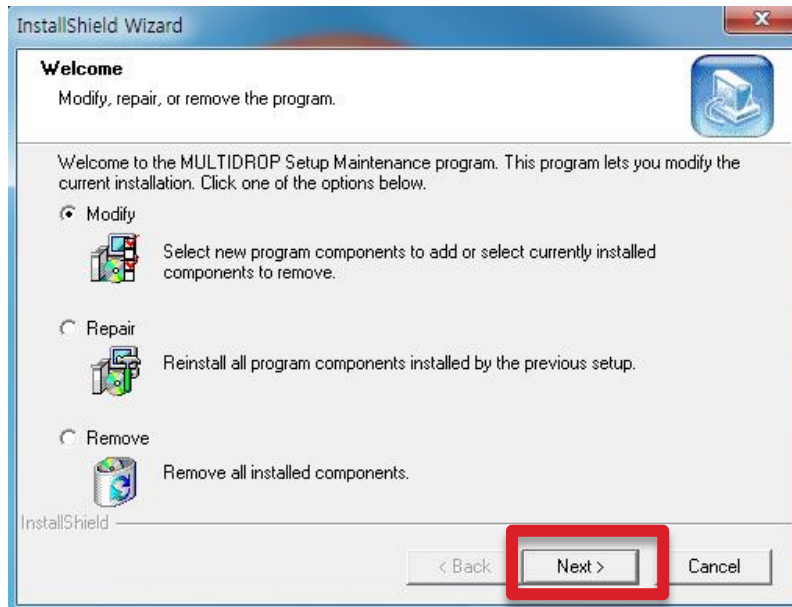 InstallShield Wizard
Welcome
Modify, repair, or remove the program.
Welcome to the MULTIDROP Setup Maintenance program. This program lets you modify the
current installation. Click one of the options below.
Modify
Select new program components to add or select currently installed
components to remove.
Repair
Reinstall all program components installed by the previous setup.
Remove
Remove all installed components.
InstallShield
< Back
Next >
Cancel